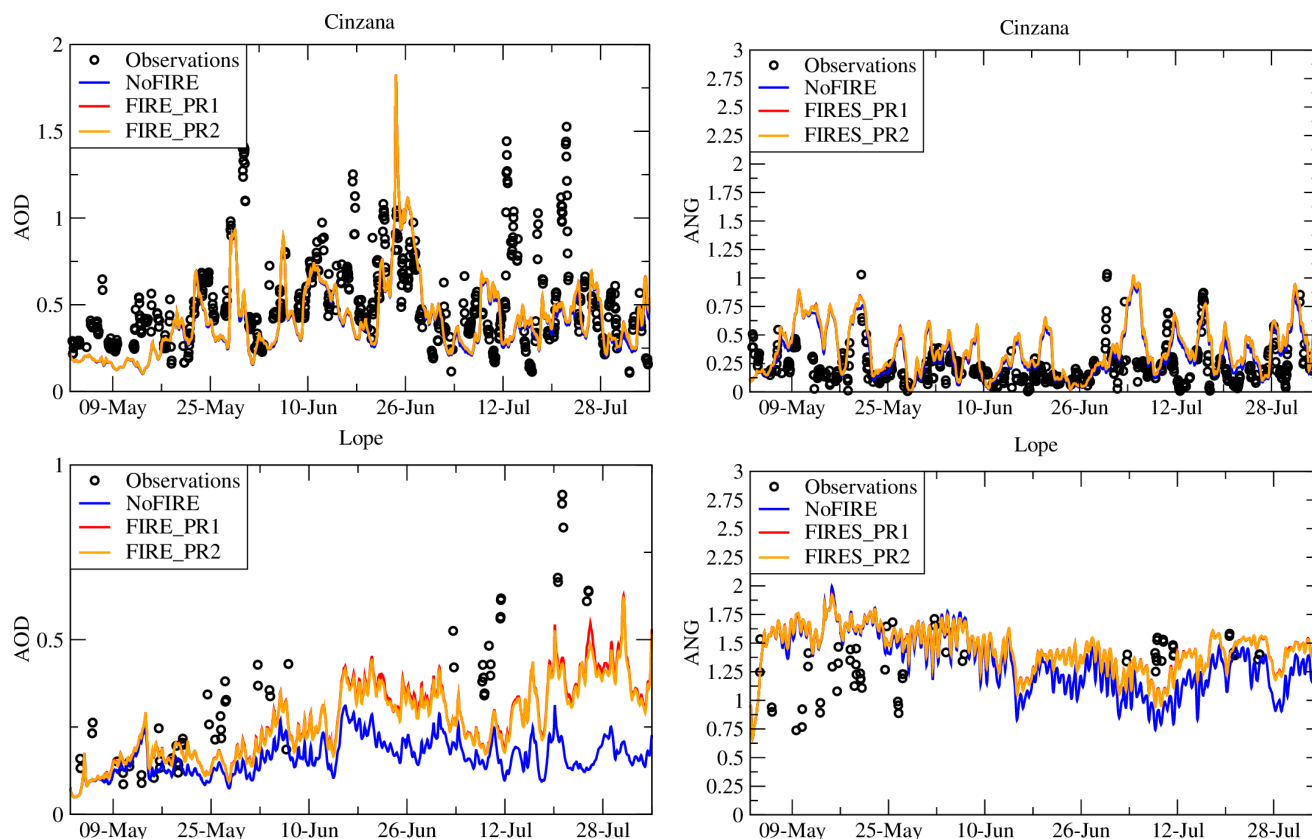 Cinzana
2
1.5
1
0.5
0
AOD
Observations
NoFIRE
FIRE_PR1
FIRE_PR2
09-May 25-May 10-Jun 26-Jun 12-Jul 28-Jul
Cinzana
3
2.75
2.5
2.25
2
1.75
1.5
1.25
1
0.75
0.5
0.25
0
ANG
Observations
NoFIRE
FIRES_PR1
FIRES_PR2
09-May 25-May 10-Jun 26-Jun 12-Jul 28-Jul
Lope
1
0.5
0
AOD
Observations
NoFIRE
FIRE_PR1
FIRE_PR2
09-May 25-May 10-Jun 26-Jun 12-Jul 28-Jul
Lope
3
2.75
2.5
2.25
2
1.75
1.5
1.25
1
0.75
0.5
0.25
0
ANG
Observations
NoFIRE
FIRES_PR1
FIRES_PR2
09-May 25-May 10-Jun 26-Jun 12-Jul 28-Jul